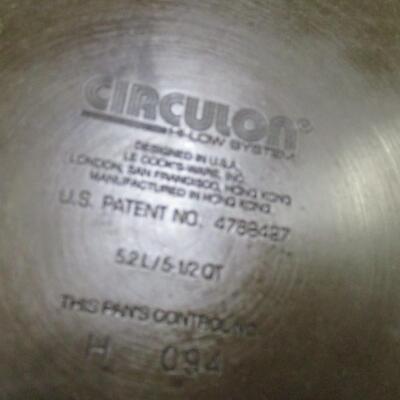 CIRCULON®
HI-LOW SYSTEM
DESIGNED IN U.S.A.
LE COOK'S-WARE, INC.
LONDON, SAN FRANCISCO, HONG KONG
MANUFACTURED IN HONG KONG
U.S. PATENT NO. 4788427
5.2 L / 5-1/2 QT
THIS PAN'S CONTROL NO.
H 094